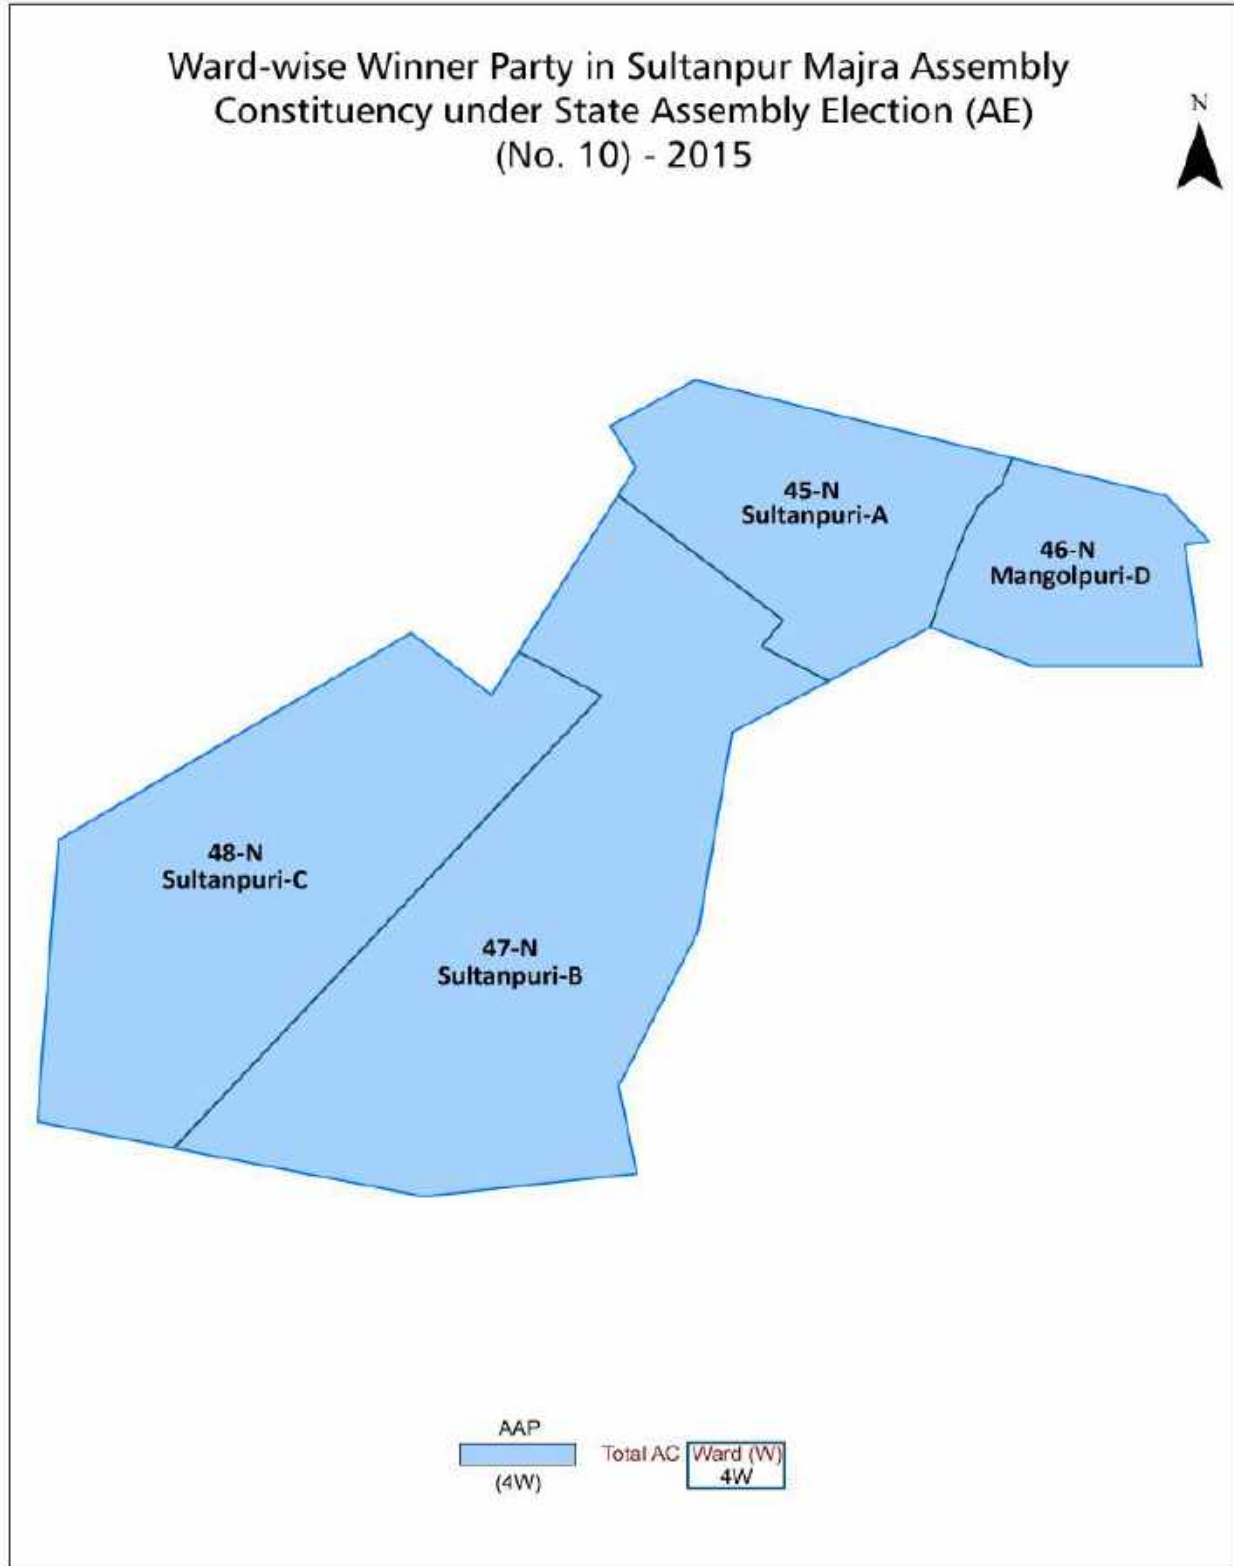 Ward-wise Winner Party in Sultanpur Majra Assembly
Constituency under State Assembly Election (AE)
(No. 10) - 2015
N
45-N
Sultanpuri-A
46-N
Mangolpuri-D
48-N
Sultanpuri-C
47-N
Sultanpuri-B
AAP
(4W)
Total AC
Ward (W)
4W